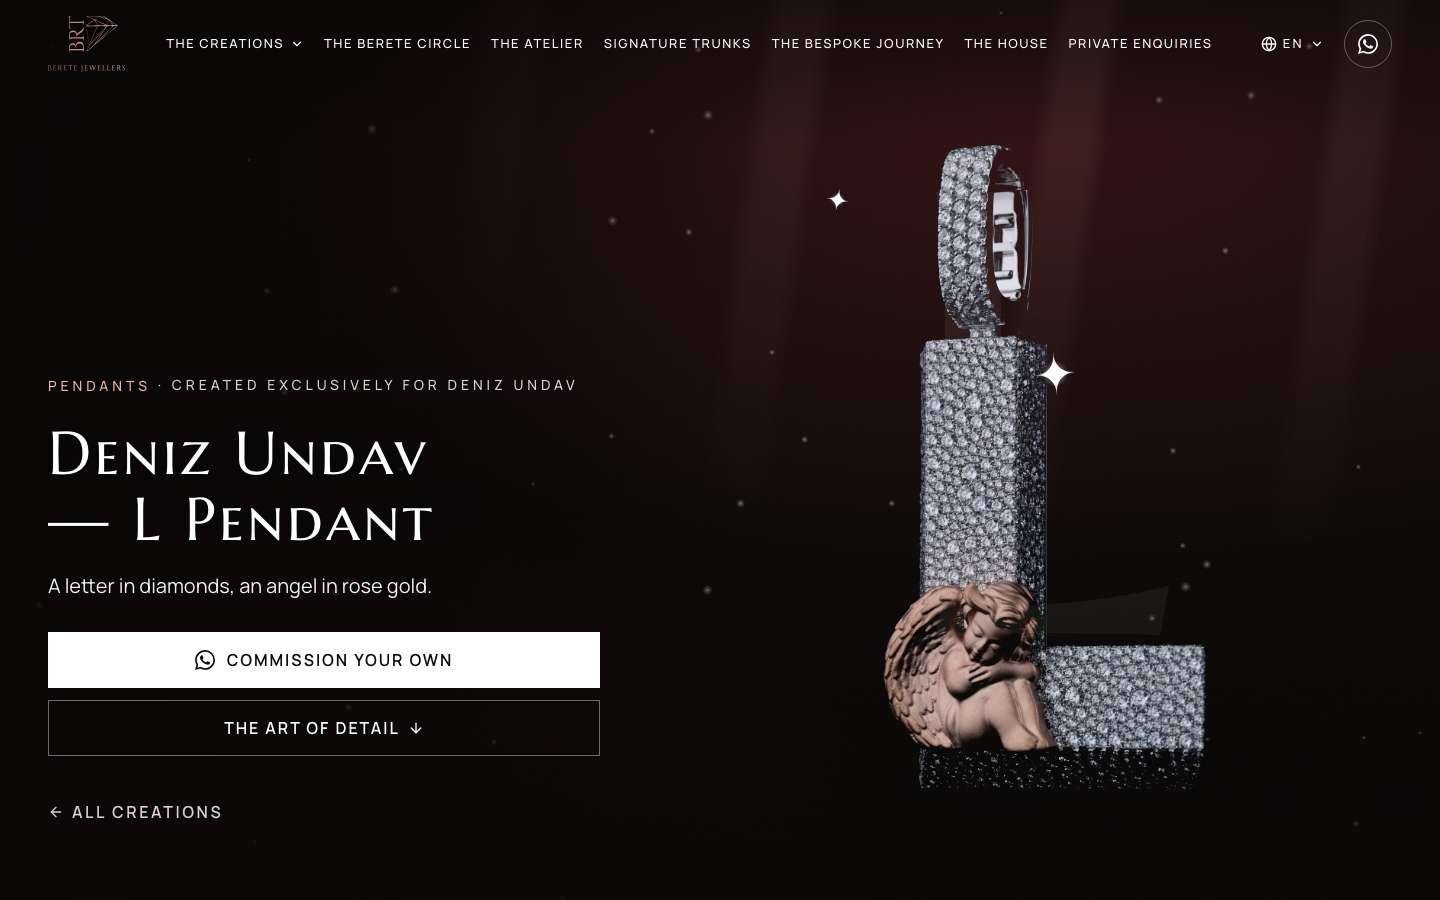 BRT
BERETE JEWELLERS
THE CREATIONS
THE BERETE CIRCLE
THE ATELIER
SIGNATURE TRUNKS
THE BESPOKE JOURNEY
THE HOUSE
PRIVATE ENQUIRIES
EN
PENDANTS · CREATED EXCLUSIVELY FOR DENIZ UNDAV
Deniz Undav
— L Pendant
A letter in diamonds, an angel in rose gold.
COMMISSION YOUR OWN
THE ART OF DETAIL ↓
← ALL CREATIONS